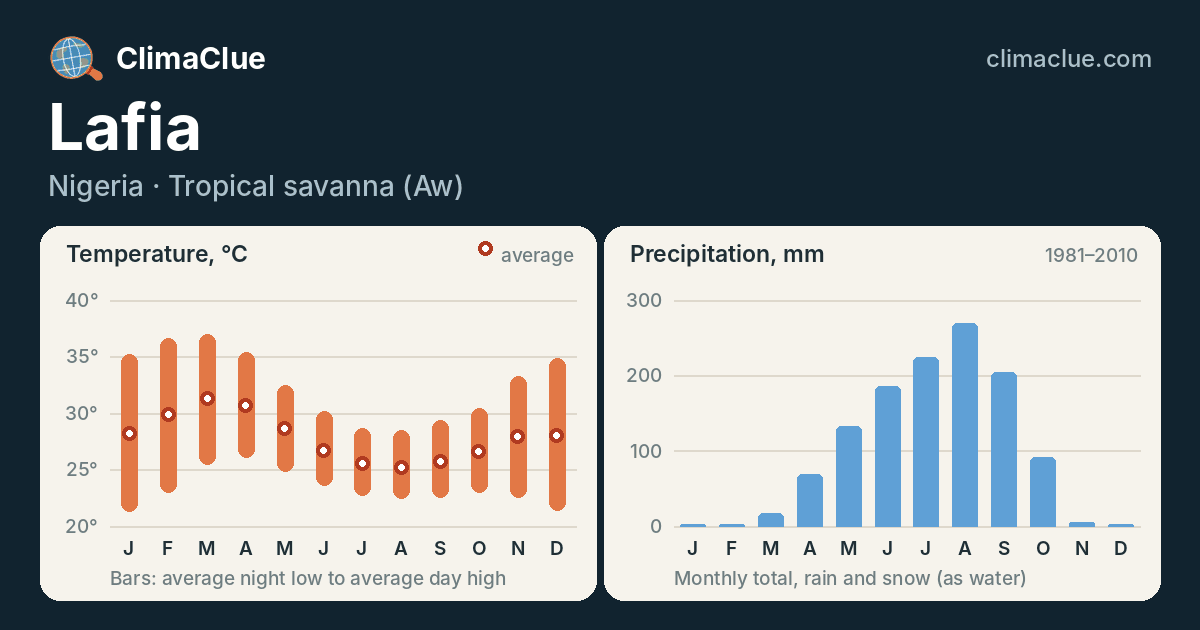 ClimaClue
climaclue.com
Lafia
Nigeria · Tropical savanna (Aw)
Temperature, °C
average
40°
35°
30°
25°
20°
J F M A M J J A S O N D
Bars: average night low to average day high
Precipitation, mm
1981–2010
300
200
100
0
J F M A M J J A S O N D
Monthly total, rain and snow (as water)